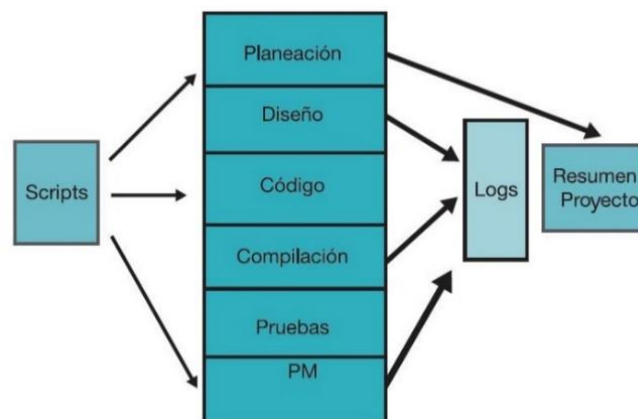 Planeación
Diseño
Código
Compilación
Pruebas
PM
Scripts
Logs
Resumen
Proyecto